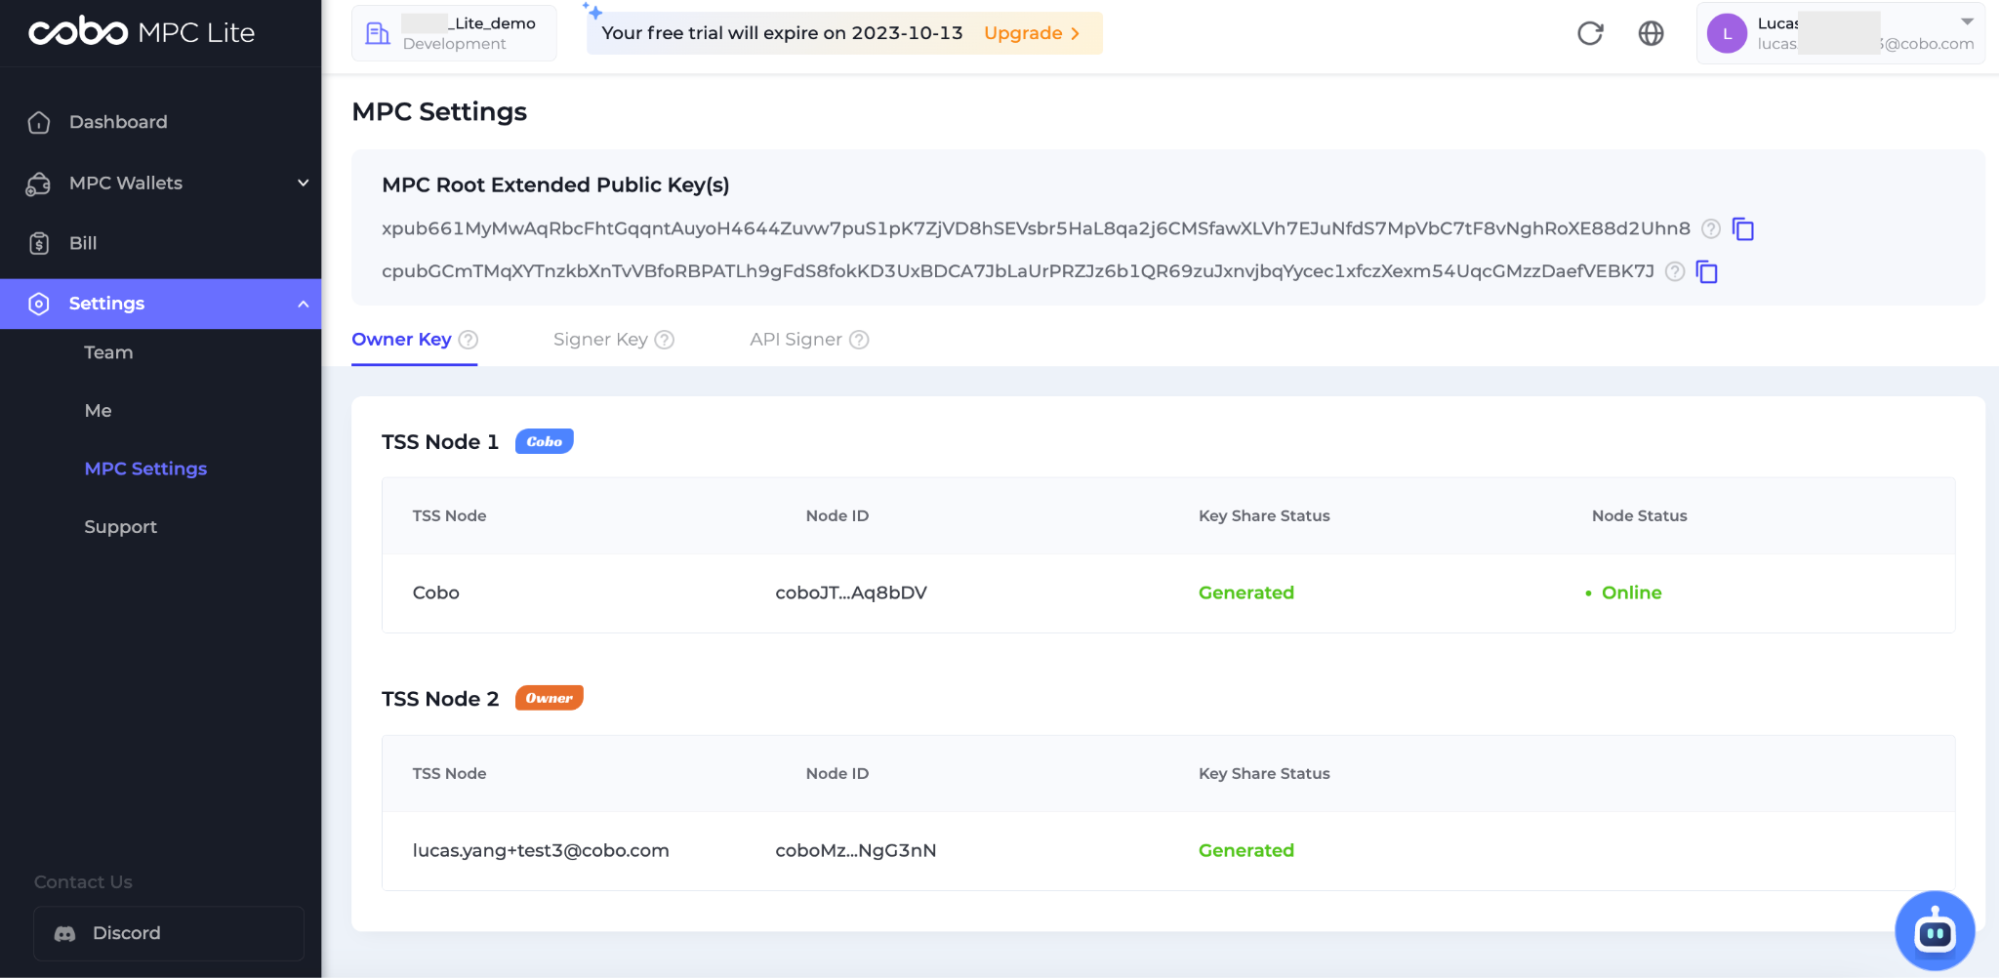 cobo MPC Lite
_Lite_demo
Development
Your free trial will expire on 2023-10-13 Upgrade
L
Lucas
lucas 3@cobo.com
Dashboard
MPC Wallets
Bill
Settings
Team
Me
MPC Settings
Support
Contact Us
Discord
MPC Settings
MPC Root Extended Public Key(s)
xpub661MyMwAqRbcFhtGqqntAuyoH4644Zuvw7puS1pK7ZjVD8hSEVsbr5HaL8qa2j6CMSfawXLVh7EJuNfdS7MpVbC7tF8vNghRoXE88d2Uhn8
cpubGCmTMqXYTnzkbXnTvVBfoRBPATLh9gFdS8fokKD3UxBDCA7JbLaUrPRZJz6b1QR69zuJxnvjbqYycec1xfczXexm54UqcGMzzDaefVEBK7J
Owner Key Signer Key API Signer
TSS Node 1 Cobo
TSS Node Node ID Key Share Status Node Status
Cobo coboJT...Aq8bDV Generated Online
TSS Node 2 Owner
TSS Node Node ID Key Share Status
lucas.yang+test3@cobo.com coboMz...NgG3nN Generated